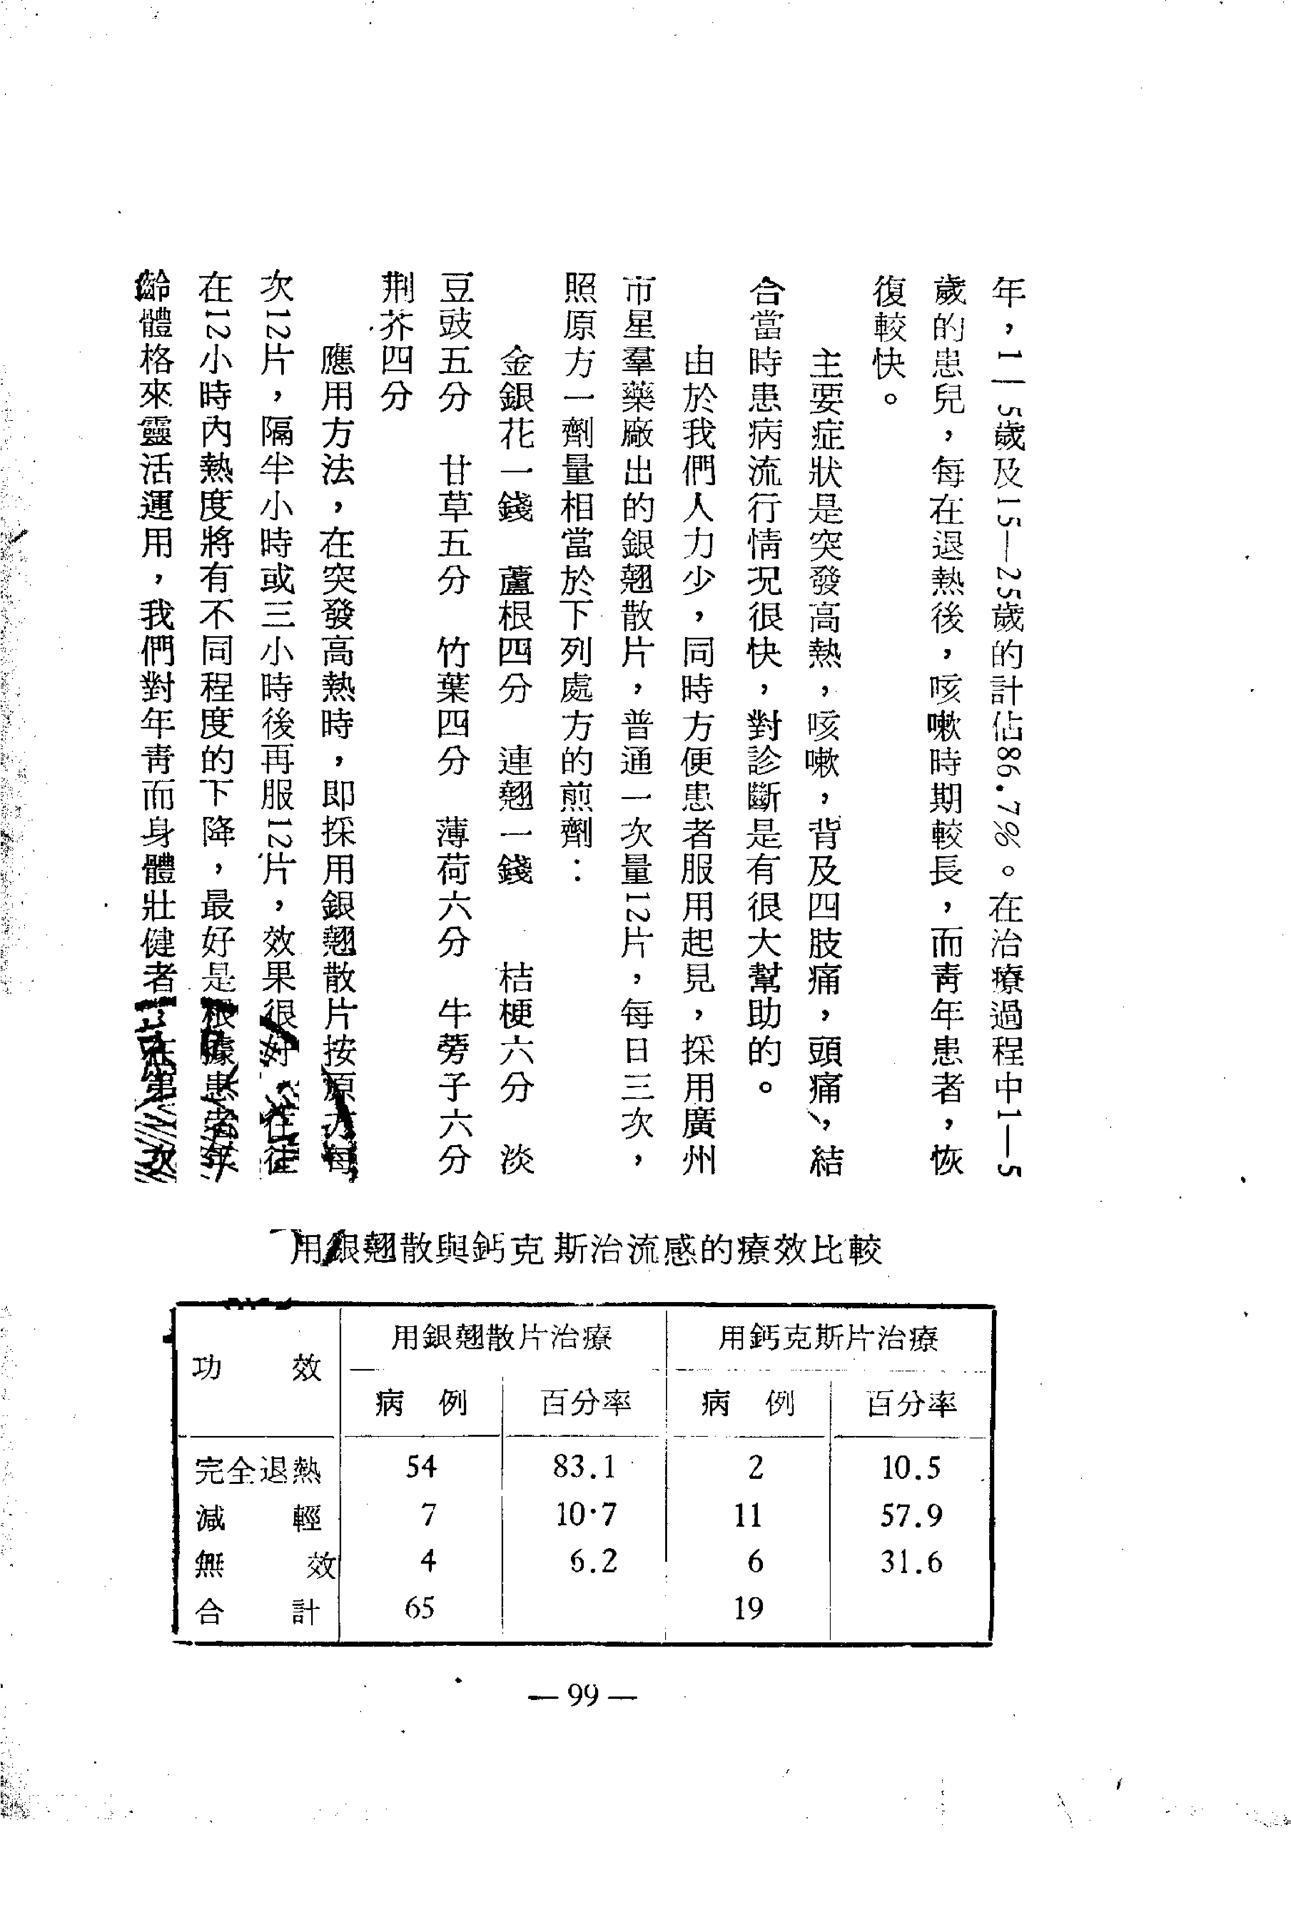 年，1—5歲及15—25歲的計佔86.7%。在治療過程中1—5
歲的患兒，每在退熱後，咳嗽時期較長，而靑年患者，恢
復較快。
主要症狀是突發高熱，咳嗽，背及四肢痛，頭痛，結
合當時患病流行情况很快，對診斷是有很大幫助的。
由於我們人力少，同時方便患者服用起見，採用廣州
市星羣藥廠出的銀翹散片，普通一次量12片，每日三次，
照原方一劑量相當於下列處方的煎劑：
金銀花一錢　蘆根四分　連翹一錢　桔梗六分　淡
豆豉五分　甘草五分　竹葉四分　薄荷六分　牛蒡子六分
荆芥四分
應用方法，在突發高熱時，即採用銀翹散片按原方每
次12片，隔半小時或三小時後再服12片，效果很好，往往
在12小時內熱度將有不同程度的下降，最好是根據患者年
齡體格來靈活運用，我們對年靑而身體壯健者，在第一次
用銀翹散與鈣克斯治流感的療效比較
功效　用銀翹散片治療　用鈣克斯片治療
病例　百分率　病例　百分率
完全退熱　54　83.1　2　10.5
減輕　7　10·7　11　57.9
無效　4　6.2　6　31.6
合計　65　19
—99—